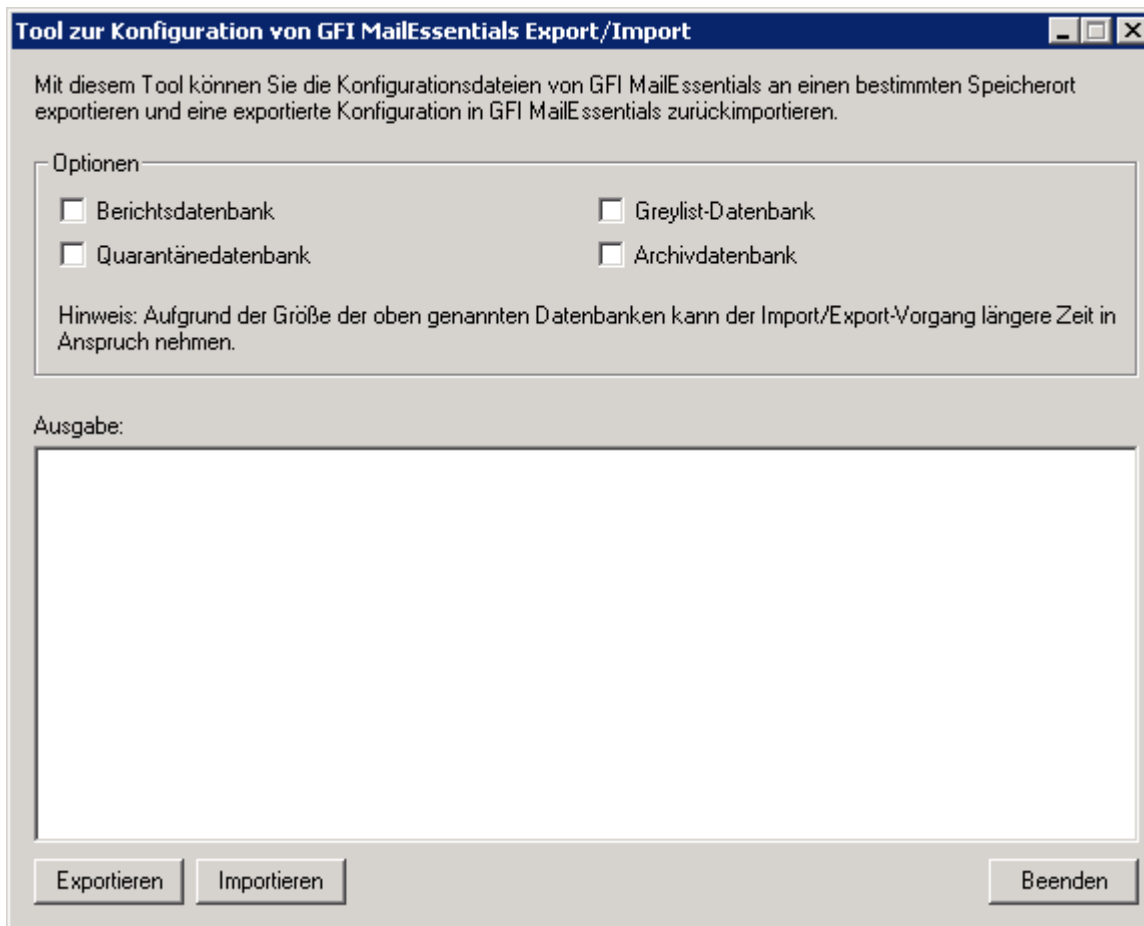 Tool zur Konfiguration von GFI MailEssentials Export/Import
Mit diesem Tool können Sie die Konfigurationsdateien von GFI MailEssentials an einen bestimmten Speicherort
exportieren und eine exportierte Konfiguration in GFI MailEssentials zurückimportieren.
Optionen
Berichtsdatenbank
Greylist-Datenbank
Quarantänedatenbank
Archivdatenbank
Hinweis: Aufgrund der Größe der oben genannten Datenbanken kann der Import/Export-Vorgang längere Zeit in
Anspruch nehmen.
Ausgabe:
Exportieren
Importieren
Beenden